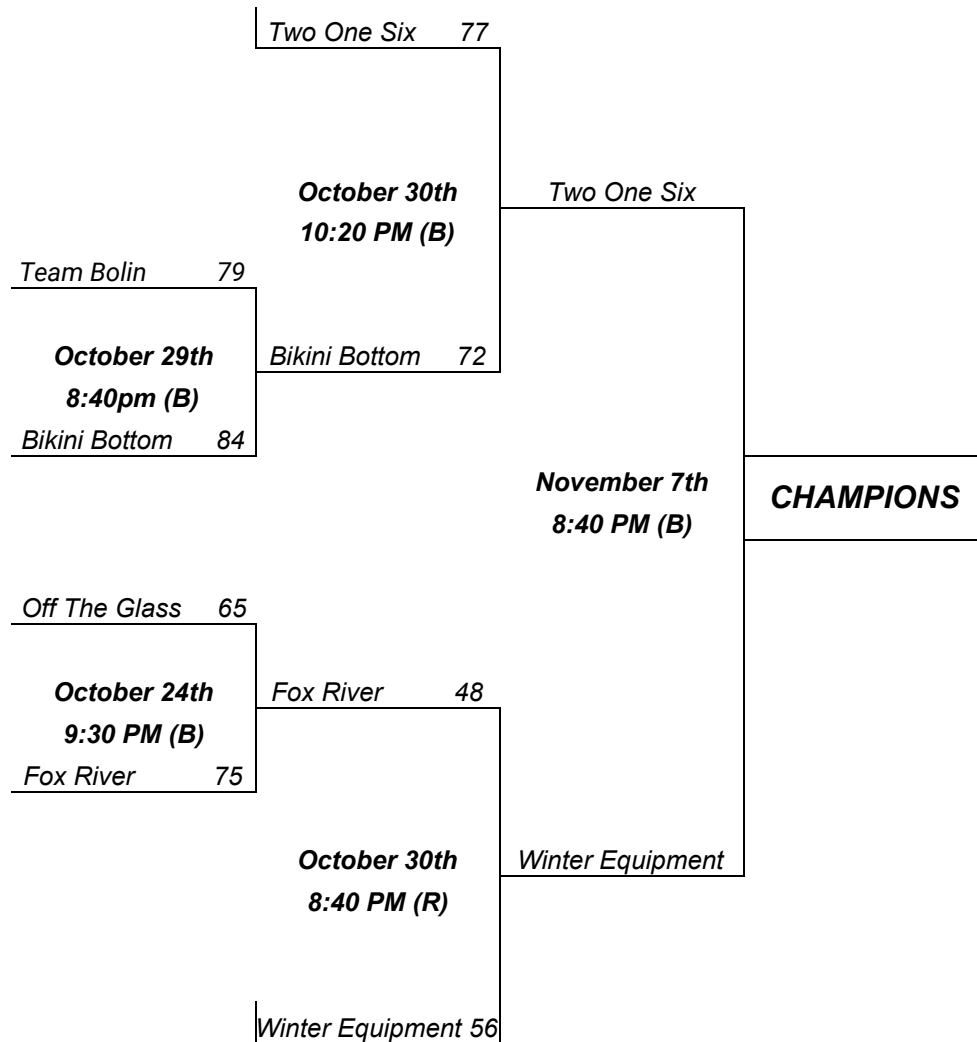 Two One Six 77
October 30th
10:20 PM (B)
Two One Six
Team Bolin 79
October 29th
8:40pm (B)
Bikini Bottom 72
Bikini Bottom 84
November 7th
8:40 PM (B)
CHAMPIONS
Off The Glass 65
October 24th
9:30 PM (B)
Fox River 48
Fox River 75
October 30th
8:40 PM (R)
Winter Equipment
Winter Equipment 56